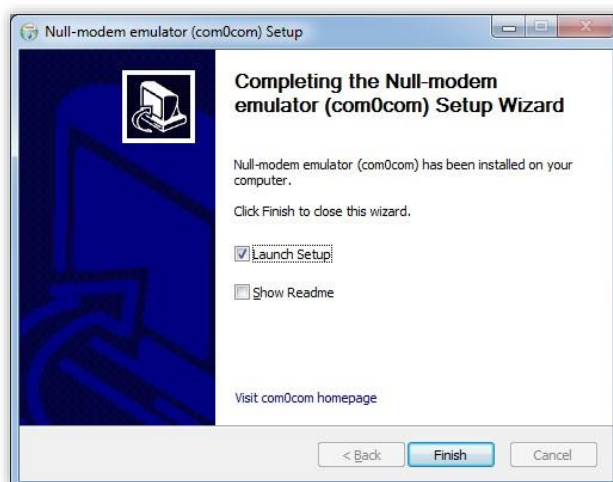 Null-modem emulator (com0com) Setup
Completing the Null-modem
emulator (com0com) Setup Wizard
Null-modem emulator (com0com) has been installed on your
computer.
Click Finish to close this wizard.
Launch Setup
Show Readme
Visit com0com homepage
< Back
Finish
Cancel